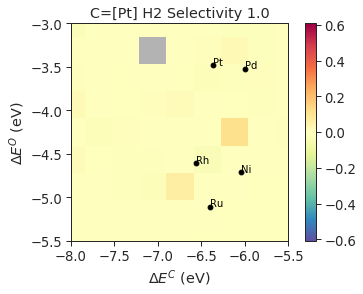 C=[Pt] H2 Selectivity 1.0
−3.0
−3.5
−4.0
−4.5
−5.0
−5.5
ΔE^O (eV)
Pt
Pd
Rh
Ni
Ru
−8.0 −7.5 −7.0 −6.5 −6.0 −5.5
ΔE^C (eV)
0.6
0.4
0.2
0.0
−0.2
−0.4
−0.6